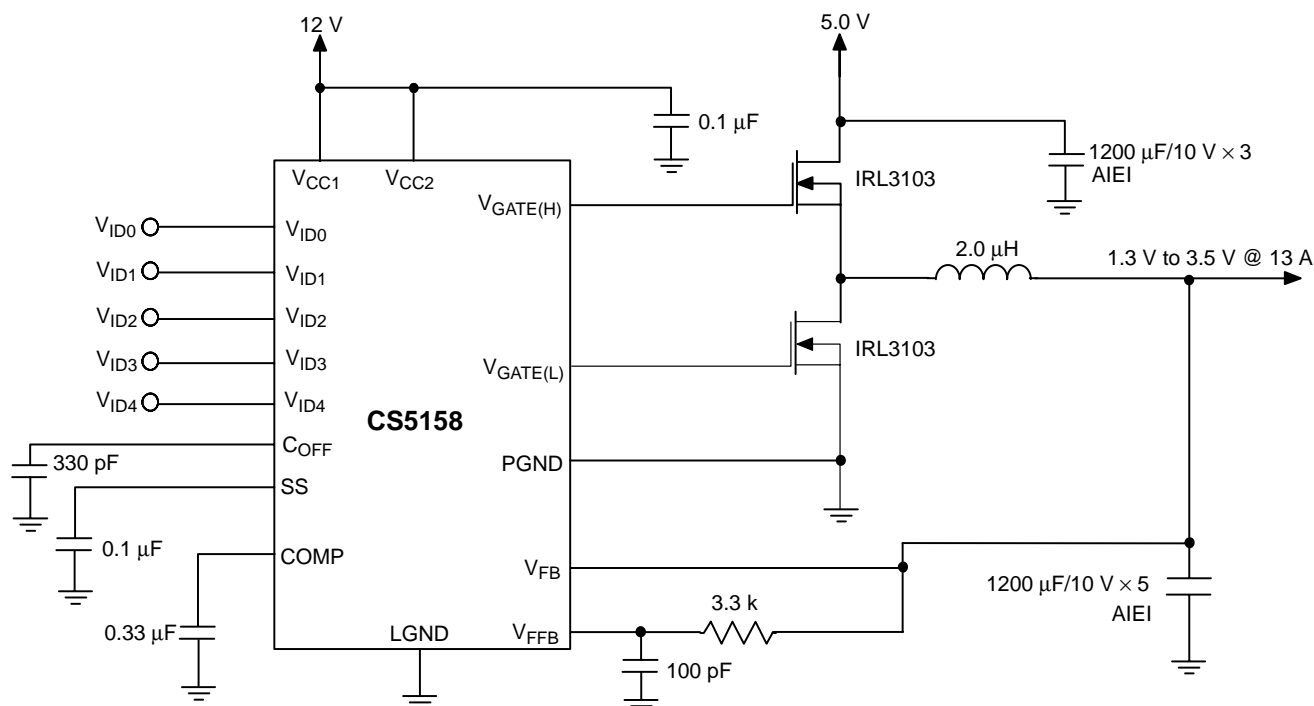 12 V
5.0 V
0.1 μF
1200 μF/10 V × 3
AIEI
IRL3103
VCC1
VCC2
VGATE(H)
VID0
VID0
VID1
VID1
VID2
VID2
VID3
VID3
VID4
VID4
2.0 μH
1.3 V to 3.5 V @ 13 A
IRL3103
VGATE(L)
CS5158
COFF
330 pF
PGND
SS
0.1 μF
COMP
VFB
1200 μF/10 V × 5
AIEI
3.3 k
0.33 μF
LGND
VFFB
100 pF